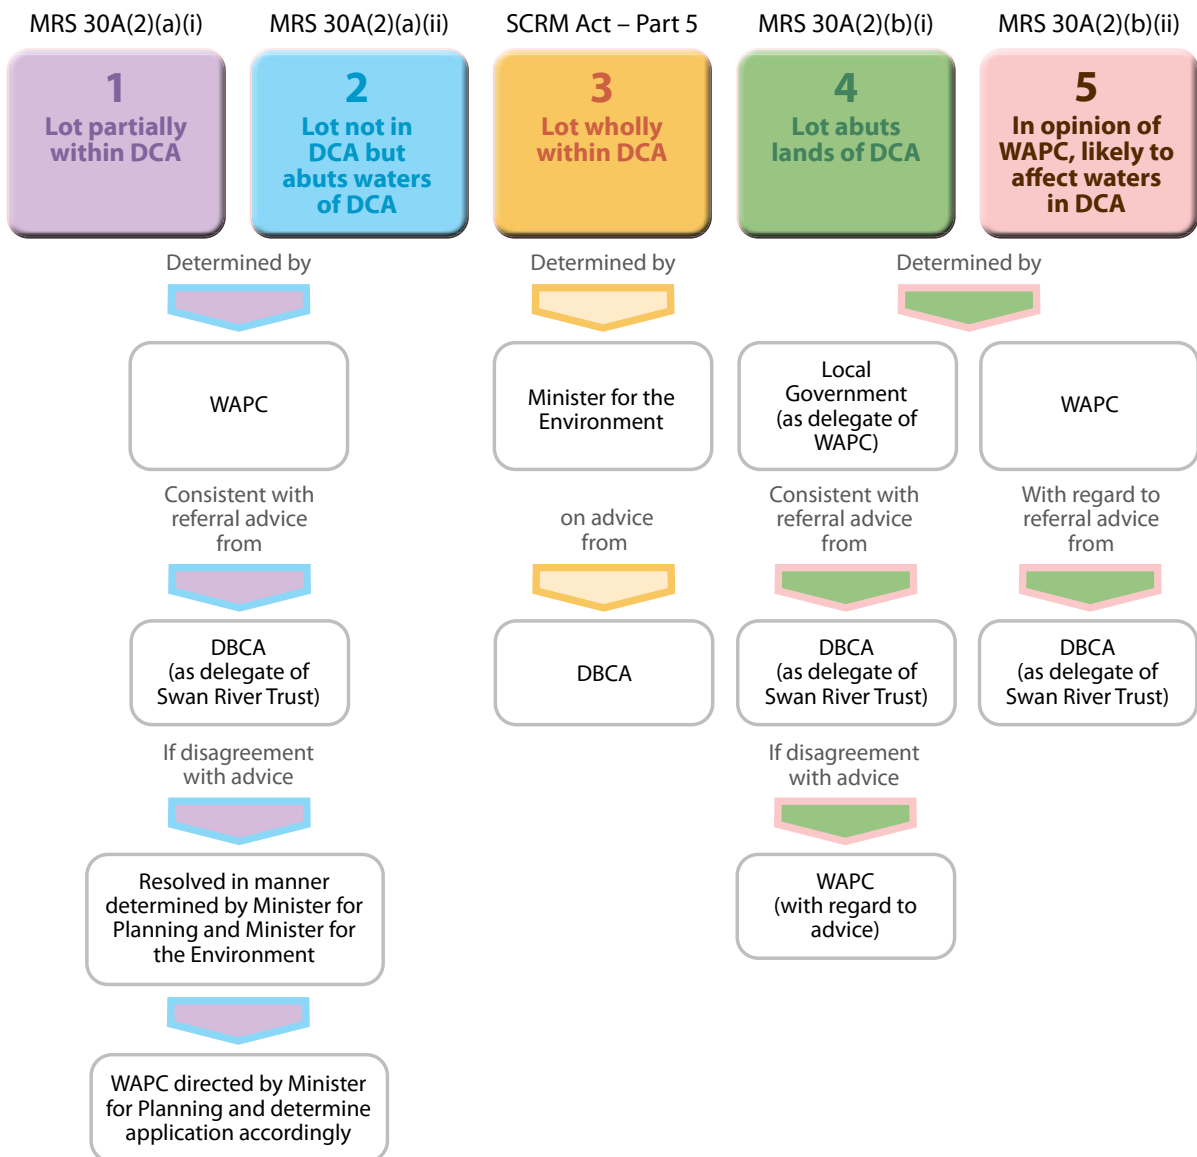 MRS 30A(2)(a)(i)
MRS 30A(2)(a)(ii)
SCRM Act – Part 5
MRS 30A(2)(b)(i)
MRS 30A(2)(b)(ii)
1
Lot partially
within DCA
2
Lot not in
DCA but
abuts waters
of DCA
3
Lot wholly
within DCA
4
Lot abuts
lands of DCA
5
In opinion of
WAPC, likely to
affect waters
in DCA
Determined by
Determined by
Determined by
WAPC
Minister for the
Environment
Local
Government
(as delegate of
WAPC)
WAPC
Consistent with
referral advice
from
on advice
from
Consistent with
referral advice
from
With regard to
referral advice
from
DBCA
(as delegate of
Swan River Trust)
DBCA
DBCA
(as delegate of
Swan River Trust)
DBCA
(as delegate of
Swan River Trust)
If disagreement
with advice
If disagreement
with advice
Resolved in manner
determined by Minister for
Planning and Minister for
the Environment
WAPC
(with regard to
advice)
WAPC directed by Minister
for Planning and determine
application accordingly